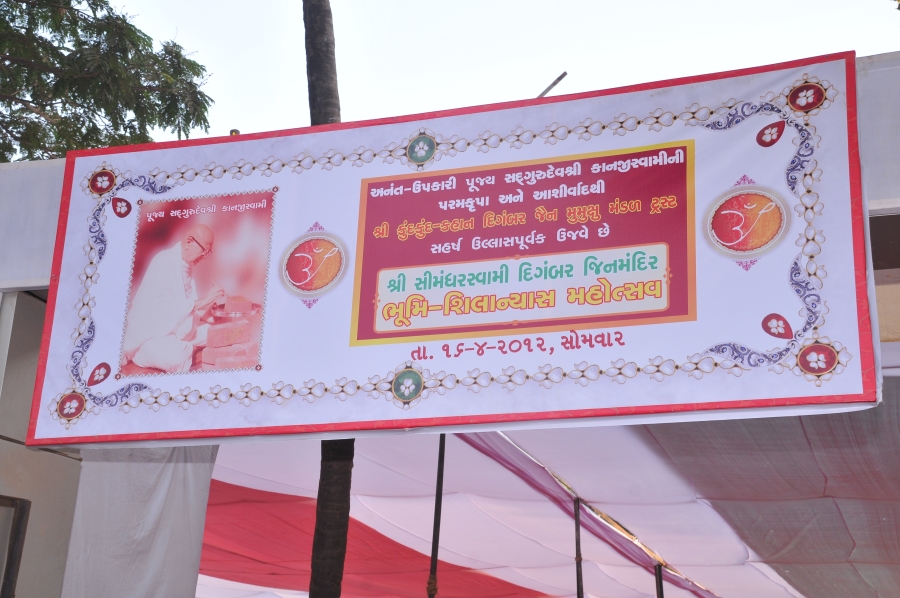 પૂજ્ય સદ્ગુરુદેવશ્રી કાનજીસ્વામી
અનંત-ઉપકારી પૂજ્ય સદ્ગુરુદેવશ્રી કાનજીસ્વામીની
પરમકૃપા અને આશીર્વાદથી
શ્રી કુંદકુંદ-કહાન દિગંબર જૈન મુમુક્ષુ મંડળ ટ્રસ્ટ
સહર્ષ ઉલ્લાસપૂર્વક ઉજવે છે
શ્રી સીમંધરસ્વામી દિગંબર જિનમંદિર
ભૂમિ-શિલાન્યાસ મહોત્સવ
તા. ૧૬-૪-૨૦૧૨, સોમવાર